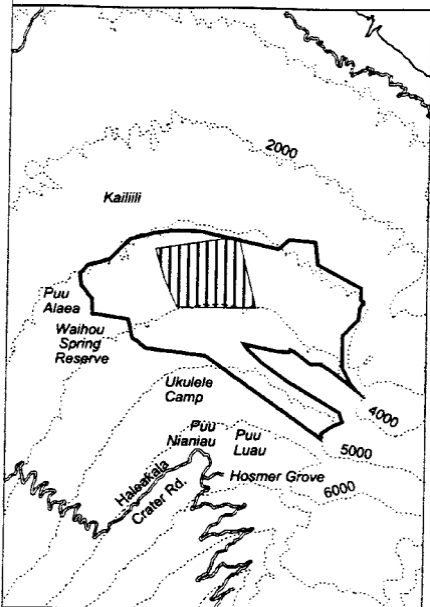 2000
Kailiili
Puu
Alaea
Waihou
Spring
Reserve
Ukulele
Camp
4000
Puu
Nianiau
Puu
Luau
5000
Haleakala
Crater Rd.
Hosmer Grove
6000